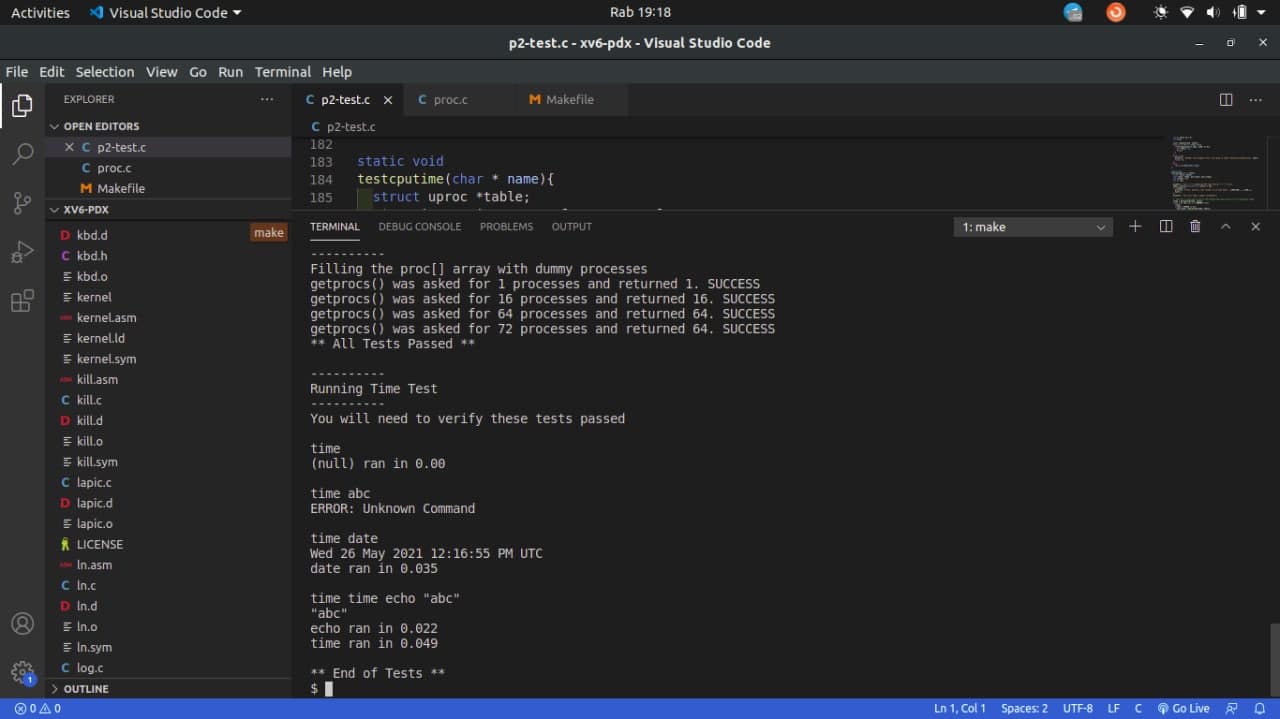 Activities
Visual Studio Code
Rab 19:18
p2-test.c - xv6-pdx - Visual Studio Code
File Edit Selection View Go Run Terminal Help
EXPLORER
OPEN EDITORS
p2-test.c
proc.c
Makefile
XV6-PDX
make
kbd.d
kbd.h
kbd.o
kernel
kernel.asm
kernel.ld
kernel.sym
kill.asm
kill.c
kill.d
kill.o
kill.sym
lapic.c
lapic.d
lapic.o
LICENSE
ln.asm
ln.c
ln.d
ln.o
ln.sym
log.c
OUTLINE
p2-test.c
proc.c
Makefile
p2-test.c
182
183 static void
184 testcputime(char * name){
185 struct uproc *table;
TERMINAL DEBUG CONSOLE PROBLEMS OUTPUT
1: make
----------
Filling the proc[] array with dummy processes
getprocs() was asked for 1 processes and returned 1. SUCCESS
getprocs() was asked for 16 processes and returned 16. SUCCESS
getprocs() was asked for 64 processes and returned 64. SUCCESS
getprocs() was asked for 72 processes and returned 64. SUCCESS
** All Tests Passed **
----------
Running Time Test
----------
You will need to verify these tests passed
time
(null) ran in 0.00
time abc
ERROR: Unknown Command
time date
Wed 26 May 2021 12:16:55 PM UTC
date ran in 0.035
time time echo "abc"
"abc"
echo ran in 0.022
time ran in 0.049
** End of Tests **
$
1
0 0
Ln 1, Col 1 Spaces: 2 UTF-8 LF C Go Live